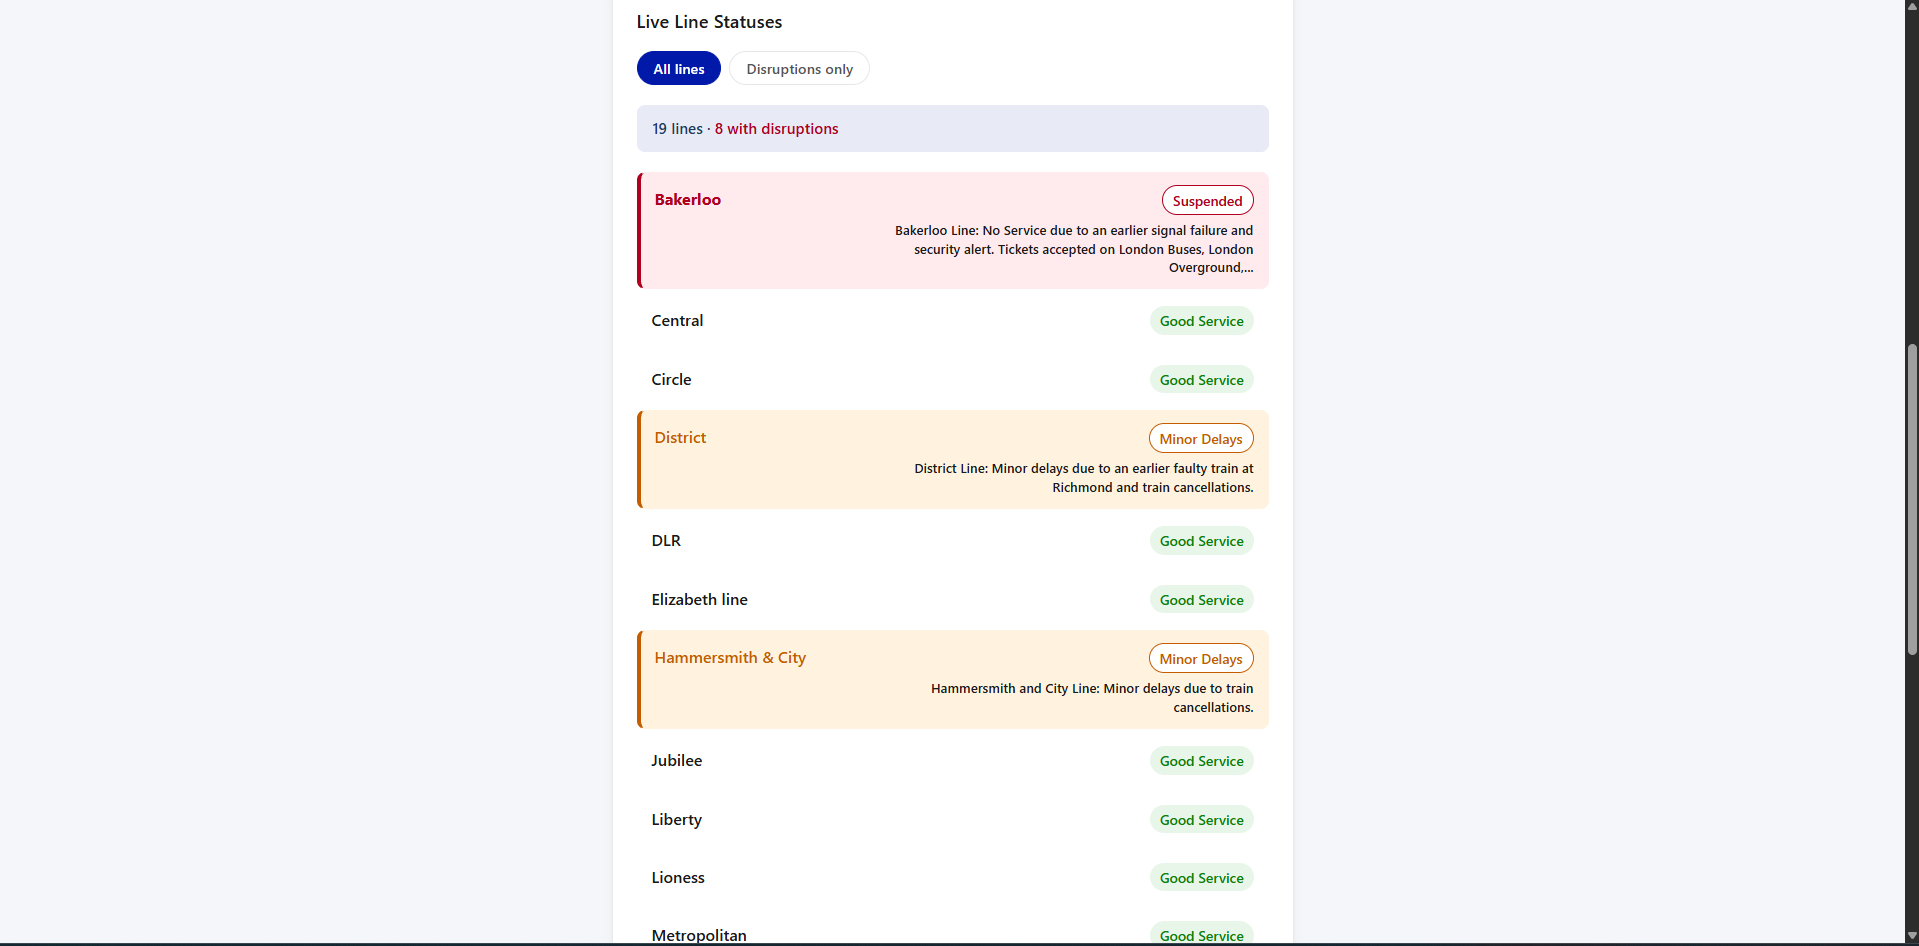 Live Line Statuses
All lines
Disruptions only
19 lines · 8 with disruptions
Bakerloo
Suspended
Bakerloo Line: No Service due to an earlier signal failure and
security alert. Tickets accepted on London Buses, London
Overground,...
Central
Good Service
Circle
Good Service
District
Minor Delays
District Line: Minor delays due to an earlier faulty train at
Richmond and train cancellations.
DLR
Good Service
Elizabeth line
Good Service
Hammersmith & City
Minor Delays
Hammersmith and City Line: Minor delays due to train
cancellations.
Jubilee
Good Service
Liberty
Good Service
Lioness
Good Service
Metropolitan
Good Service